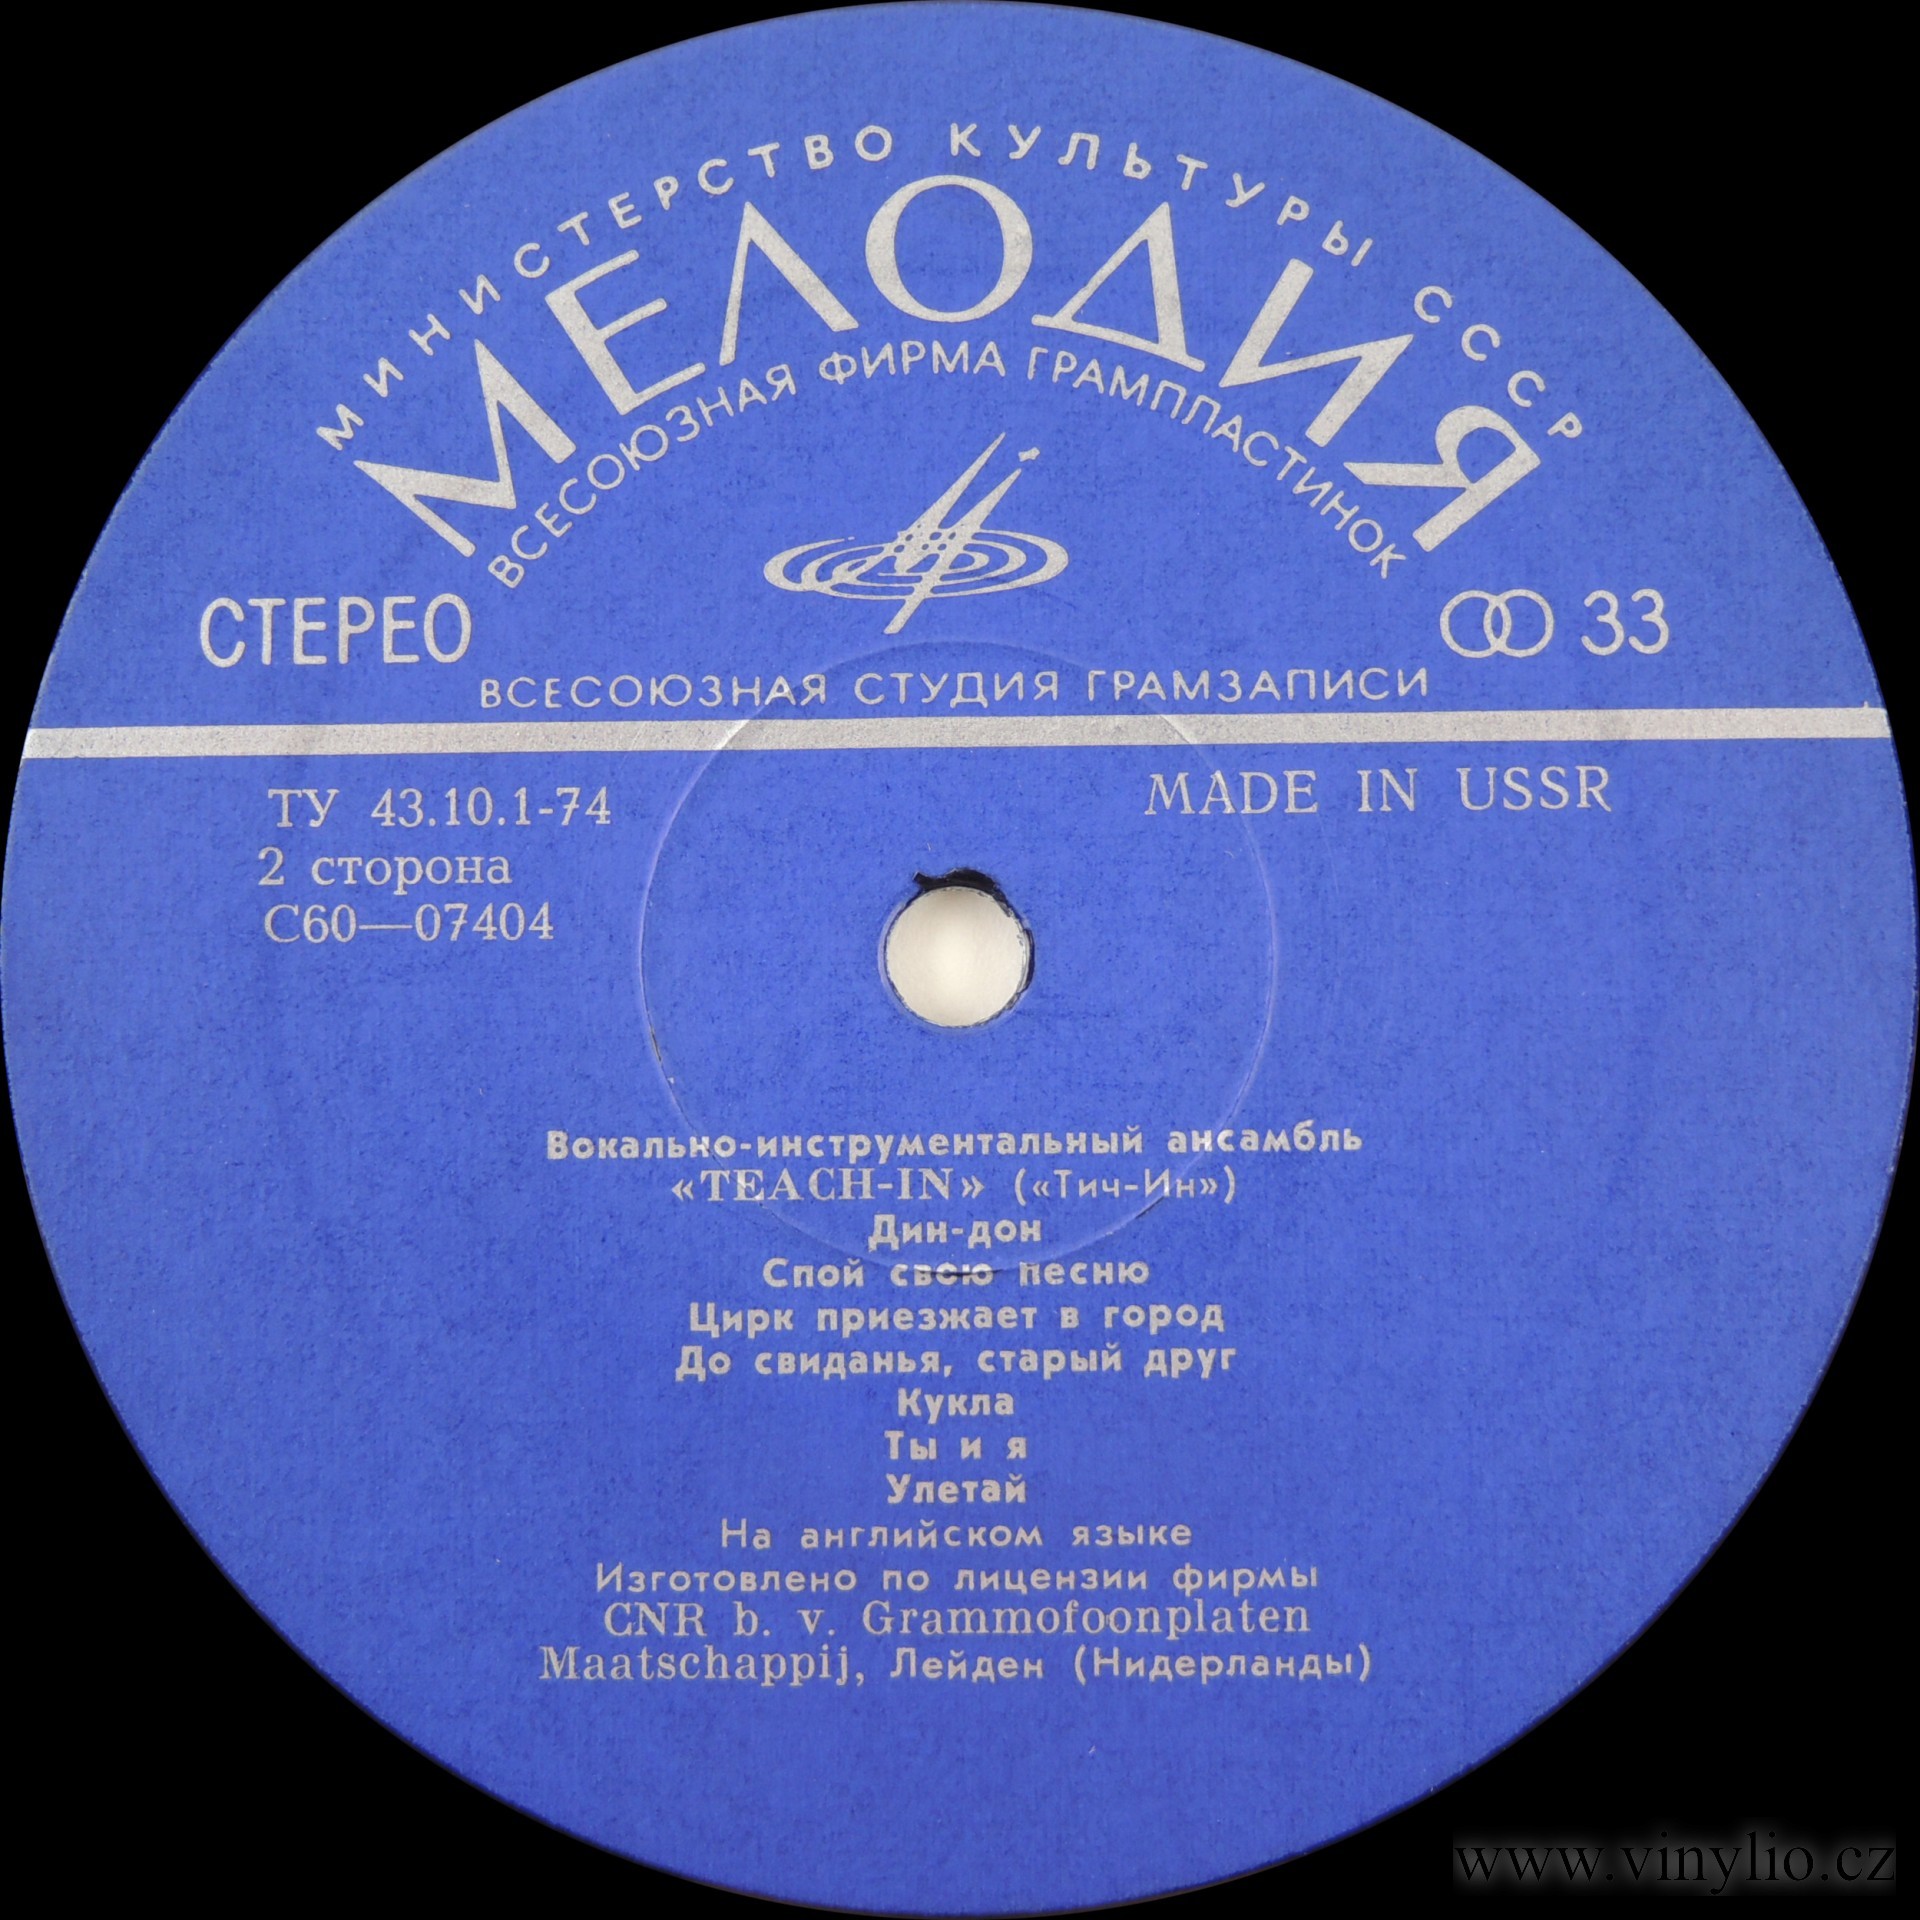 МИНИСТЕРСТВО КУЛЬТУРЫ СССР
МЕЛОДИЯ
ВСЕСОЮЗНАЯ ФИРМА ГРАМПЛАСТИНОК
СТЕРЕО
33
ВСЕСОЮЗНАЯ СТУДИЯ ГРАМЗАПИСИ
ТУ 43.10.1-74
MADE IN USSR
2 сторона
С60—07404
Вокально-инструментальный ансамбль
«TEACH-IN» («Тич-Ин»)
Дин-дон
Спой свою песню
Цирк приезжает в город
До свиданья, старый друг
Кукла
Ты и я
Улетай
На английском языке
Изготовлено по лицензии фирмы
CNR b. v. Grammofoonplaten
Maatschappij, Лейден (Нидерланды)
www.vinylio.cz